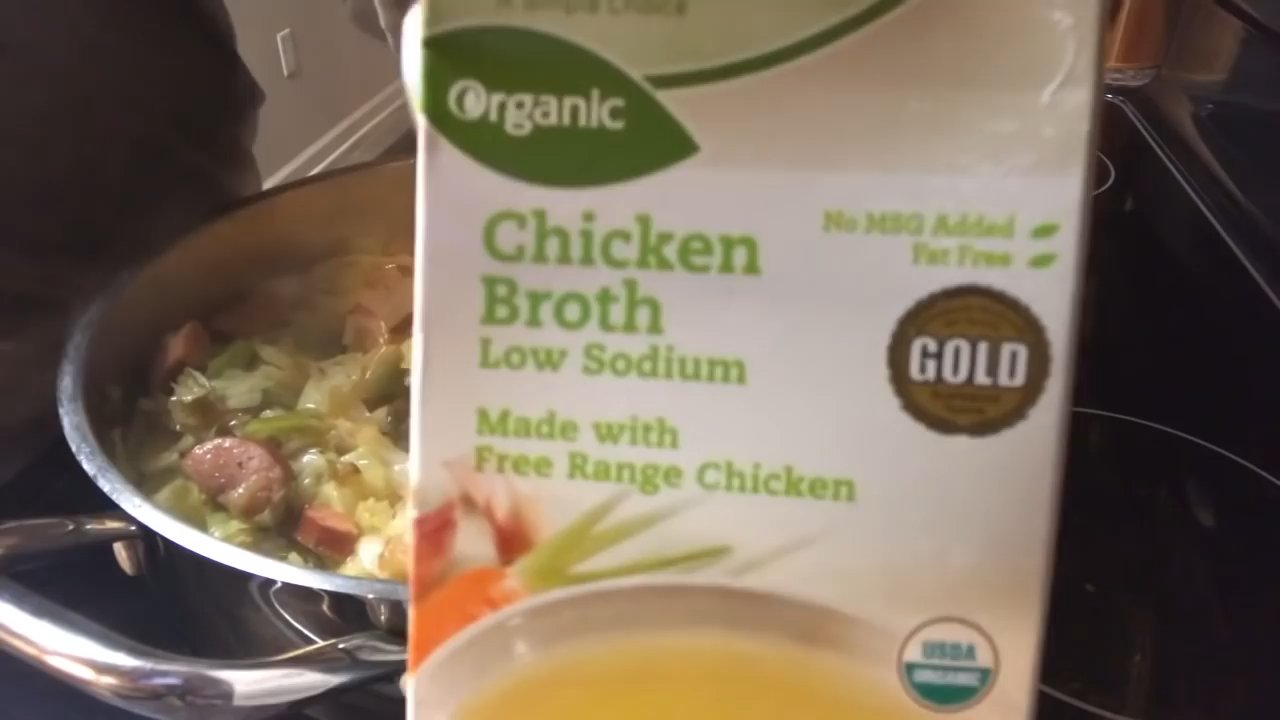 Organic
Chicken
Broth
Low Sodium
Made with
Free Range Chicken
No MSG Added
Fat Free
GOLD
USDA
ORGANIC